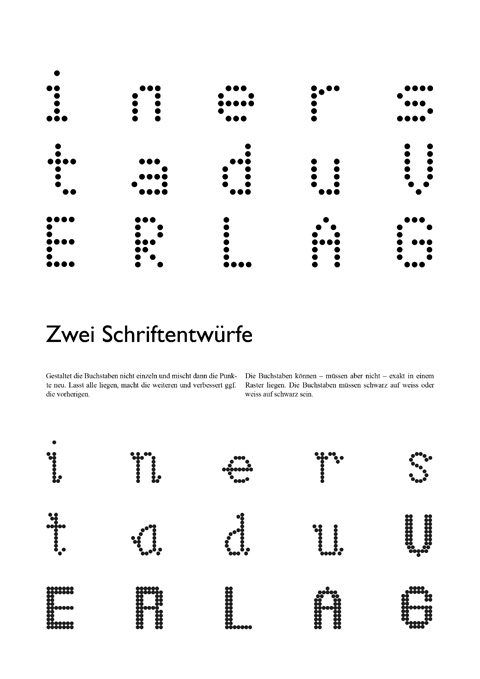 i n e r s
t a d u V
E R L A G
Zwei Schriftentwürfe
Gestaltet die Buchstaben nicht einzeln und mischt dann die Punk-
te neu. Lasst alle liegen, macht die weiteren und verbessert ggf.
die vorherigen.
Die Buchstaben können – müssen aber nicht – exakt in einem
Raster liegen. Die Buchstaben müssen schwarz auf weiss oder
weiss auf schwarz sein.
i n e r s
t a d u V
E R L A G